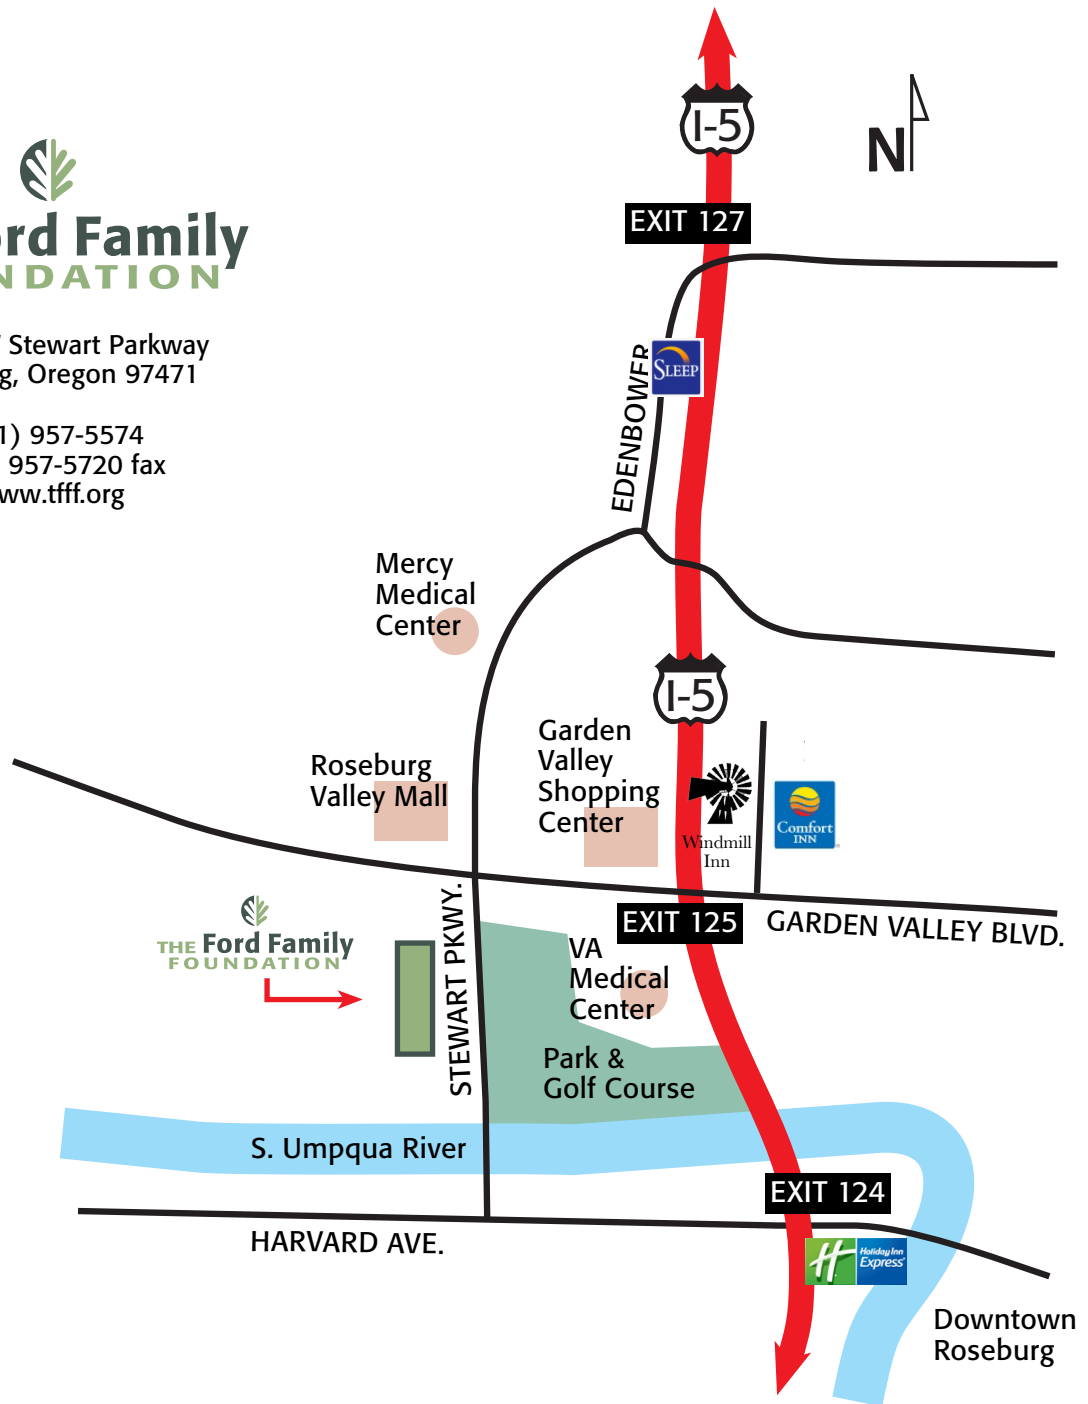 I-5
N
EXIT 127
rd Family
NDATION
Stewart Parkway
g, Oregon 97471
1) 957-5574
957-5720 fax
ww.tfff.org
SLEEP
EDENBOWER
Mercy
Medical
Center
I-5
Garden
Valley
Shopping
Center
Roseburg
Valley Mall
Windmill
Inn
Comfort
INN
EXIT 125
GARDEN VALLEY BLVD.
STEWART PKWY.
THE Ford Family
FOUNDATION
VA
Medical
Center
Park &
Golf Course
S. Umpqua River
EXIT 124
HARVARD AVE.
H Holiday Inn
Express
Downtown
Roseburg